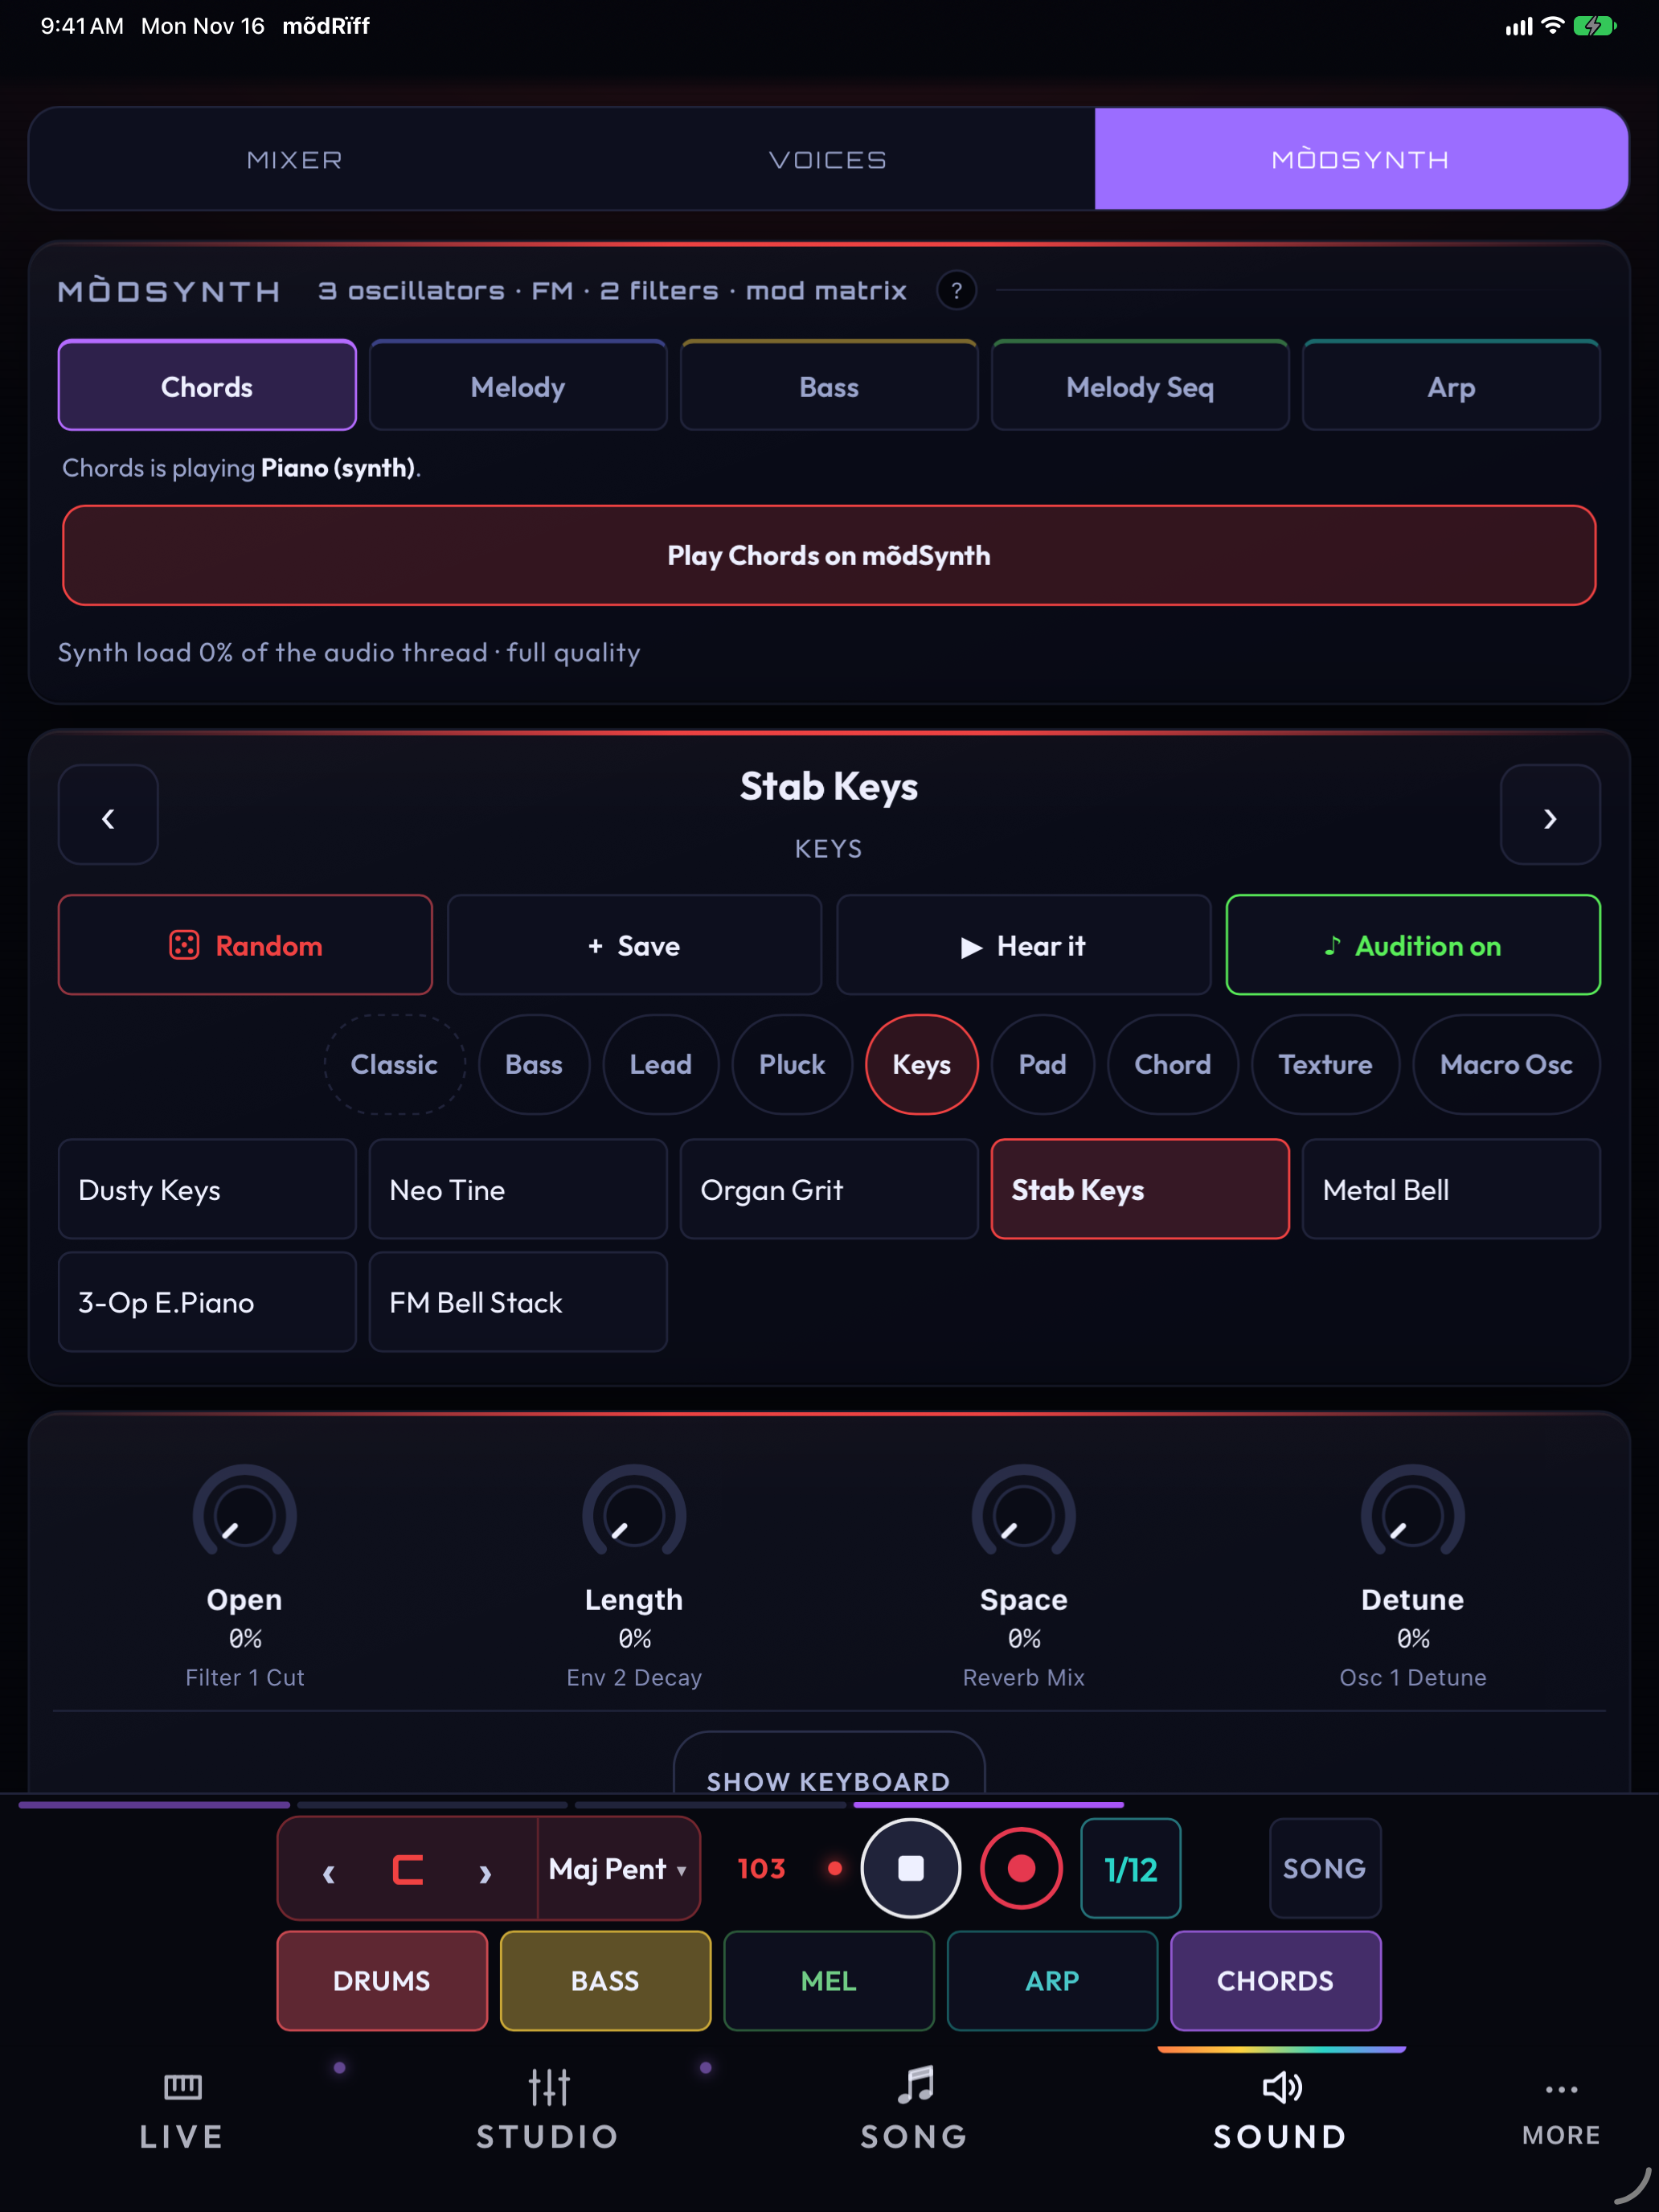 9:41 AM Mon Nov 16 mõdRïff
MIXER VOICES MÒDSYNTH
MÒDSYNTH 3 oscillators · FM · 2 filters · mod matrix ?
Chords Melody Bass Melody Seq Arp
Chords is playing Piano (synth).
Play Chords on mõdSynth
Synth load 0% of the audio thread · full quality
‹ Stab Keys ›
KEYS
Random + Save ▶ Hear it ♪ Audition on
Classic Bass Lead Pluck Keys Pad Chord Texture Macro Osc
Dusty Keys Neo Tine Organ Grit Stab Keys Metal Bell
3-Op E.Piano FM Bell Stack
Open Length Space Detune
0% 0% 0% 0%
Filter 1 Cut Env 2 Decay Reverb Mix Osc 1 Detune
SHOW KEYBOARD
‹ C › Maj Pent ▾ 103 1/12 SONG
DRUMS BASS MEL ARP CHORDS
LIVE STUDIO SONG SOUND MORE